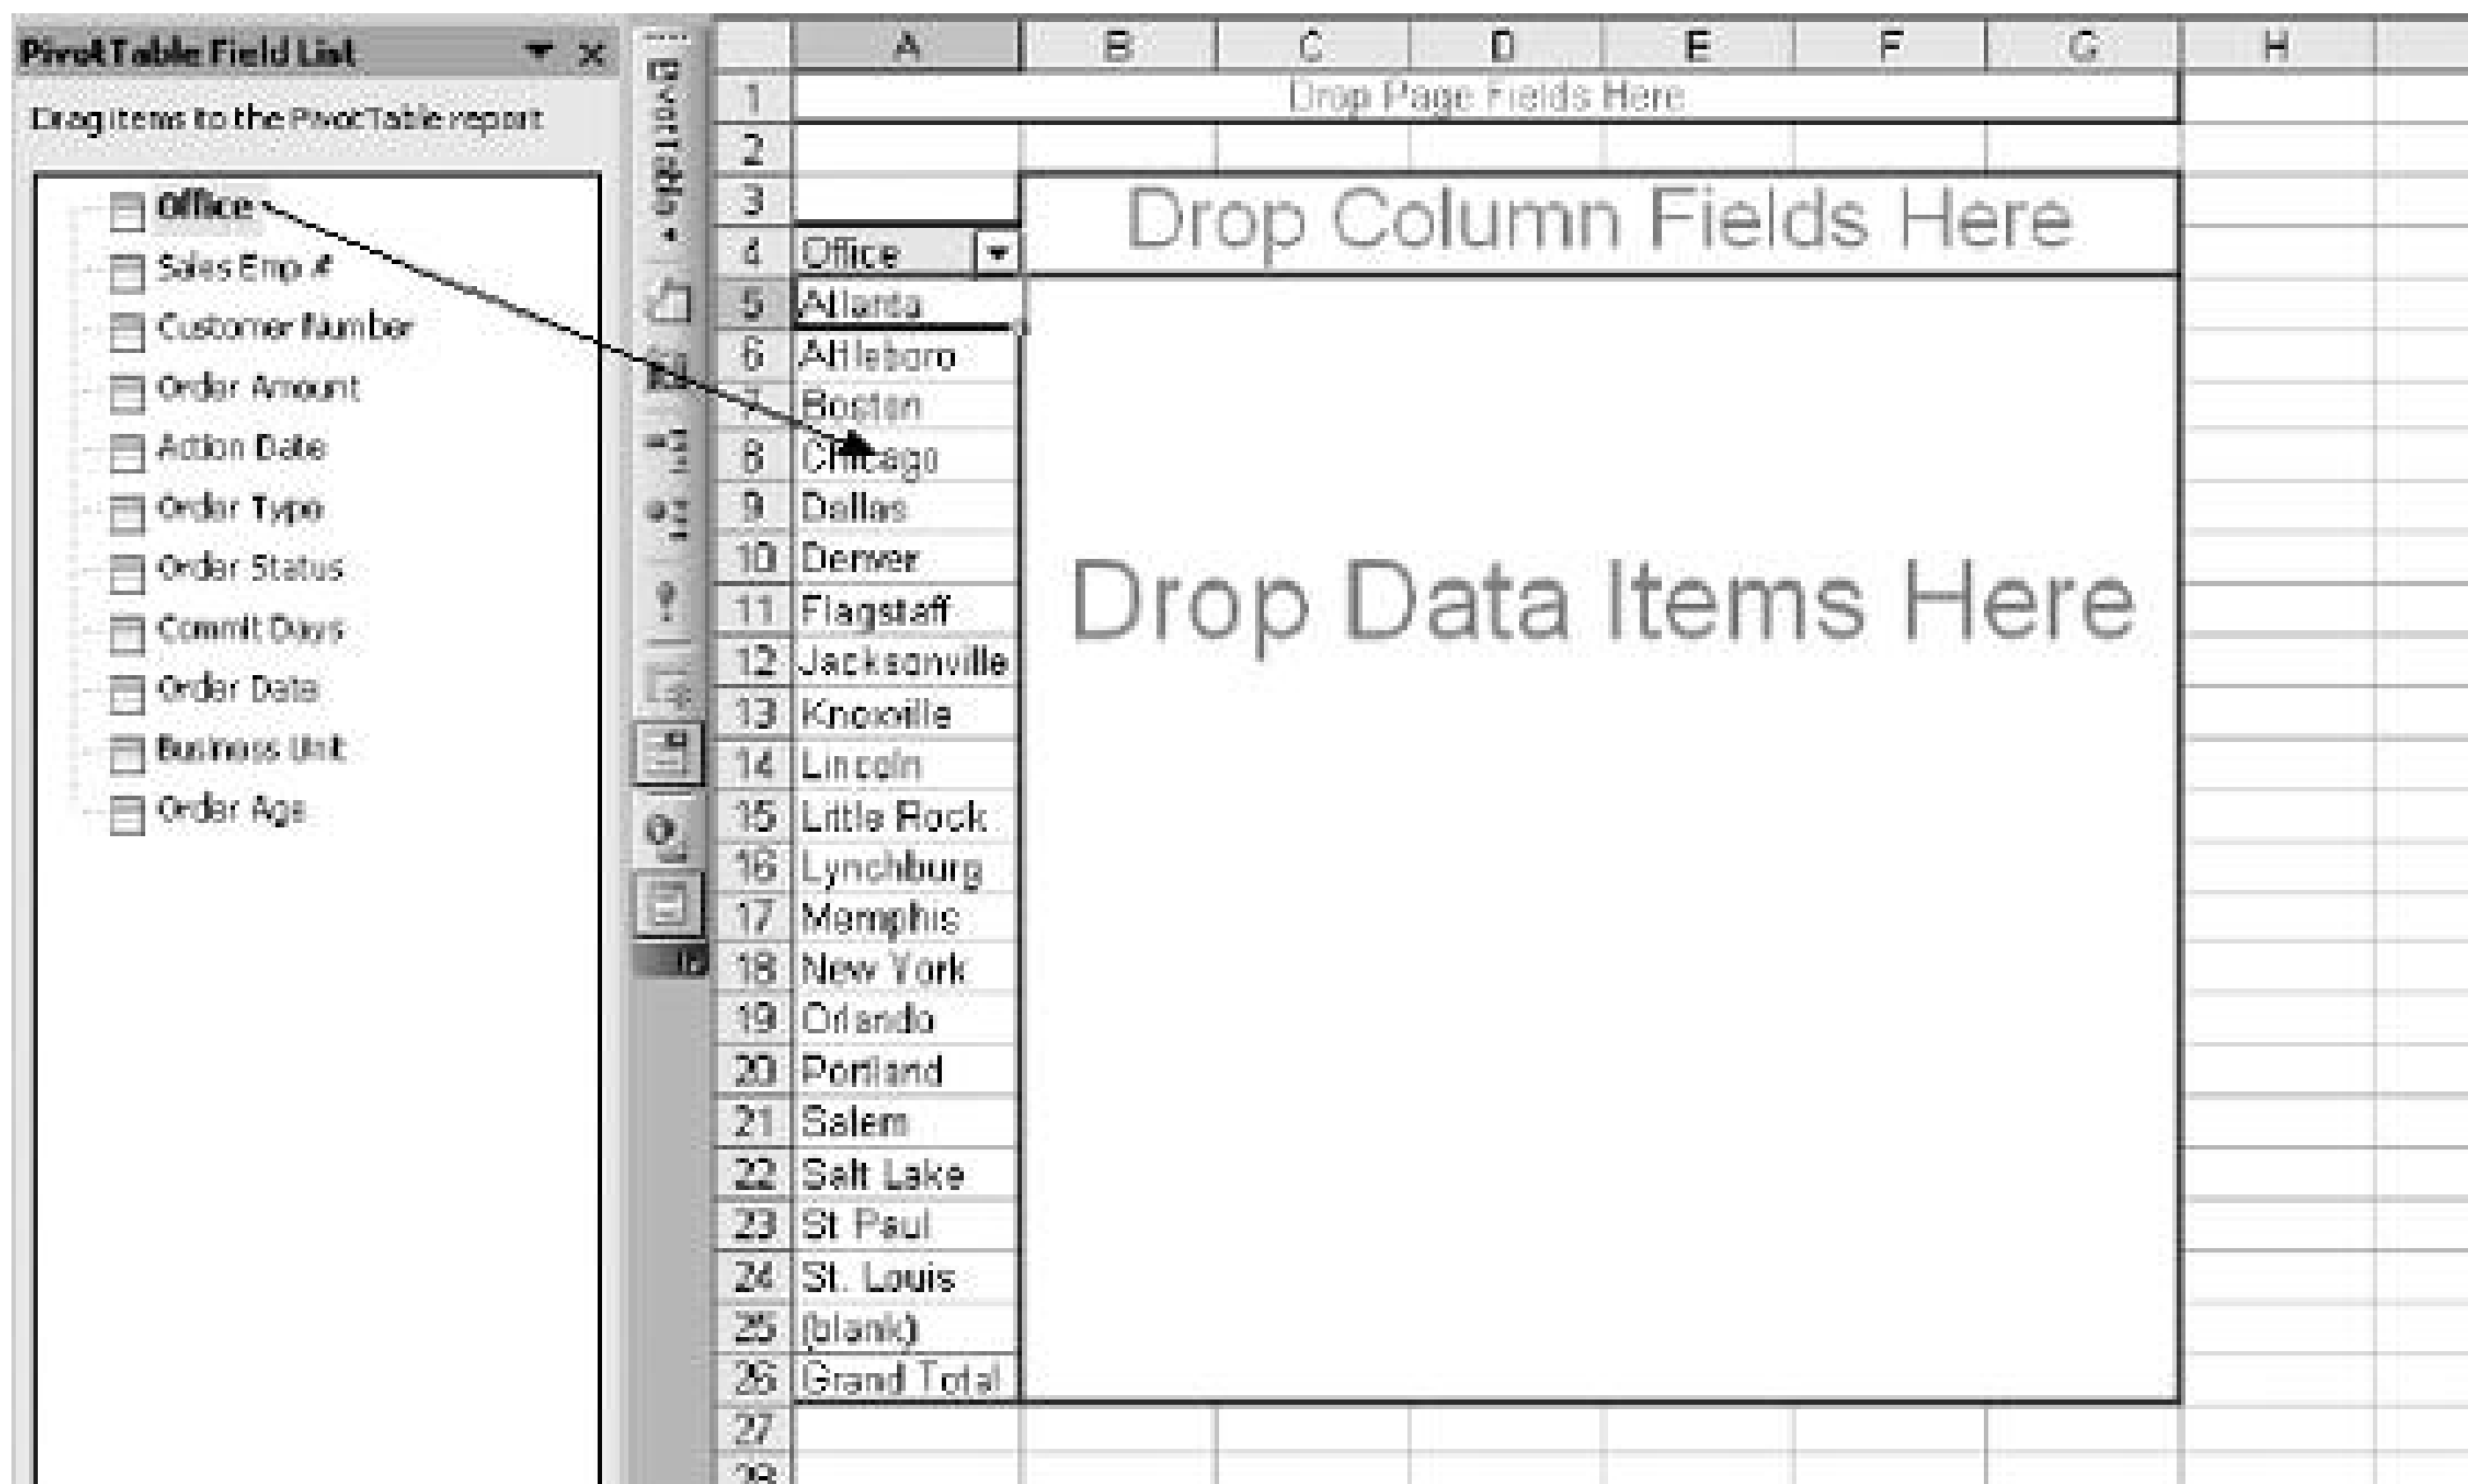 PivotTable Field List
Drag items to the PivotTable report
Office
Sales Emp #
Customer Number
Order Amount
Action Date
Order Type
Order Status
Commit Days
Order Date
Business Unit
Order Age
PivotTable
A B C D E F G H
1 Drop Page Fields Here
2
3 Drop Column Fields Here
4 Office
5 Atlanta
6 Attleboro
7 Boston
8 Chicago
9 Dallas
10 Denver
Drop Data Items Here
11 Flagstaff
12 Jacksonville
13 Knoxville
14 Lincoln
15 Little Rock
16 Lynchburg
17 Memphis
18 New York
19 Orlando
20 Portland
21 Salem
22 Salt Lake
23 St Paul
24 St. Louis
25 (blank)
26 Grand Total
27
28